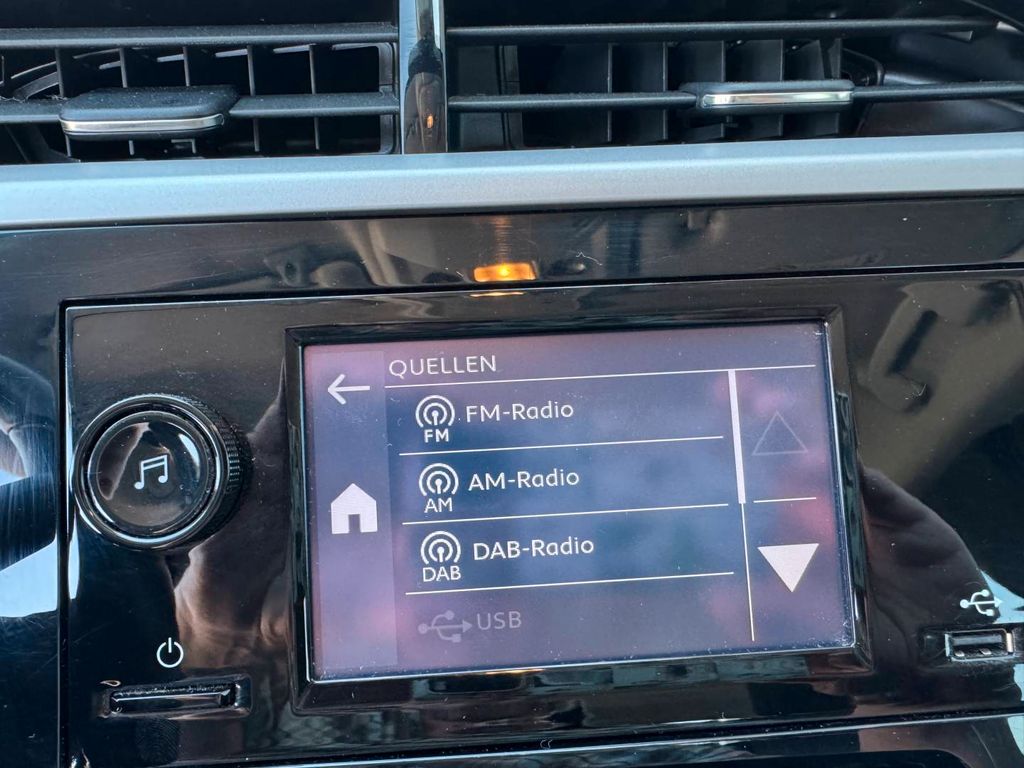 QUELLEN
FM FM-Radio
AM AM-Radio
DAB DAB-Radio
USB